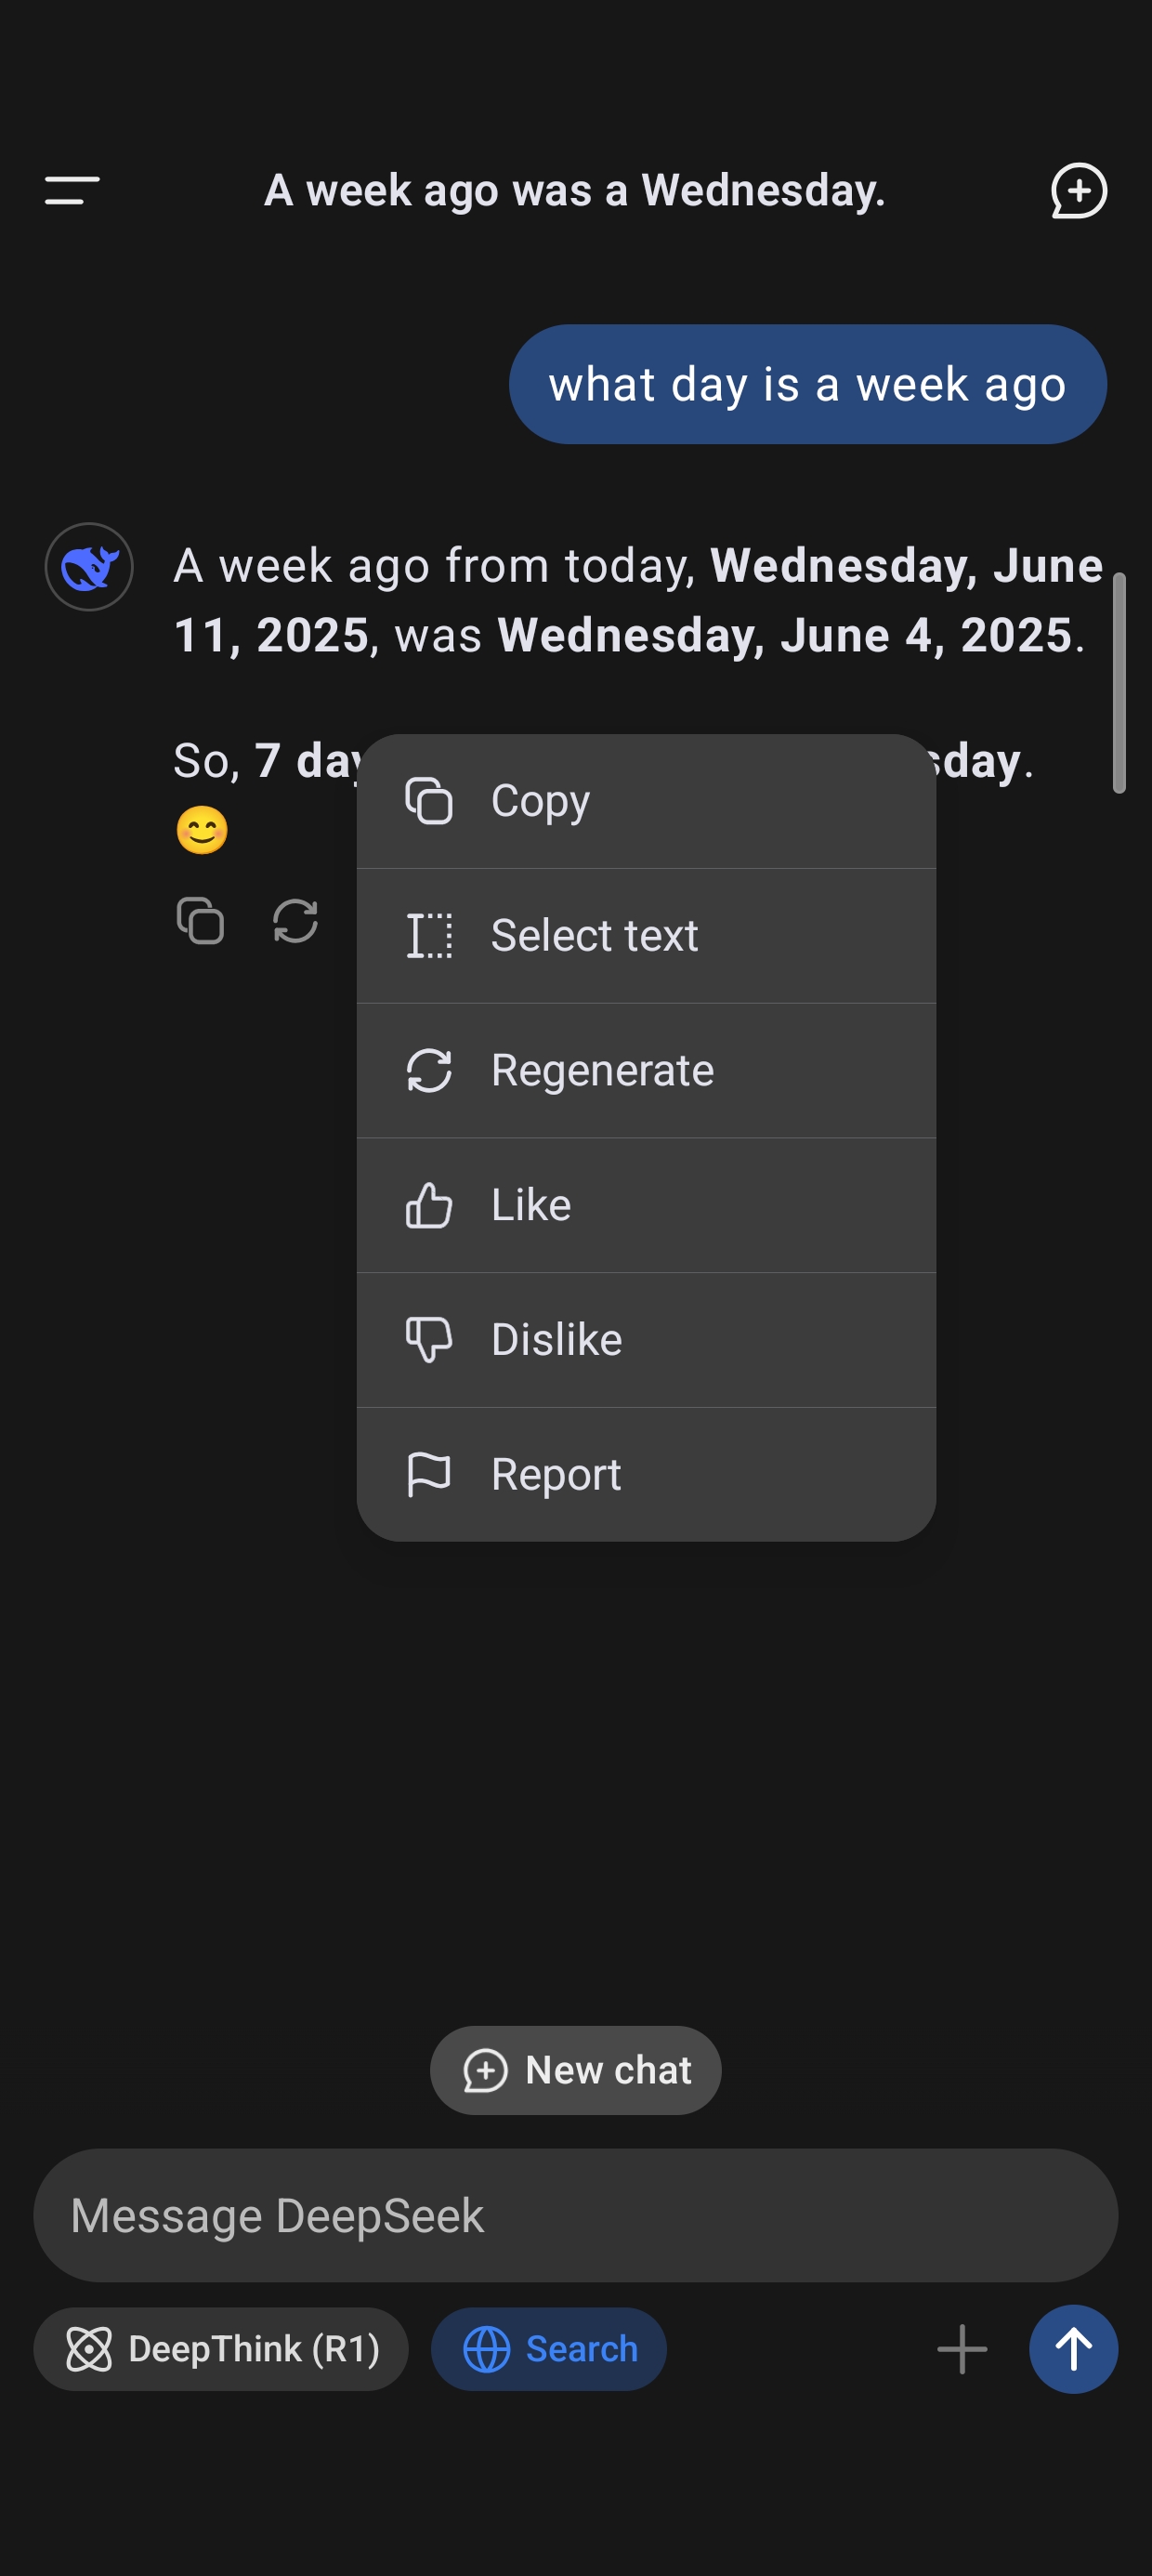 A week ago was a Wednesday.
what day is a week ago
A week ago from today, Wednesday, June
11, 2025, was Wednesday, June 4, 2025.
So, 7 day
sday.
😊
Copy
Select text
Regenerate
Like
Dislike
Report
New chat
Message DeepSeek
DeepThink (R1)
Search